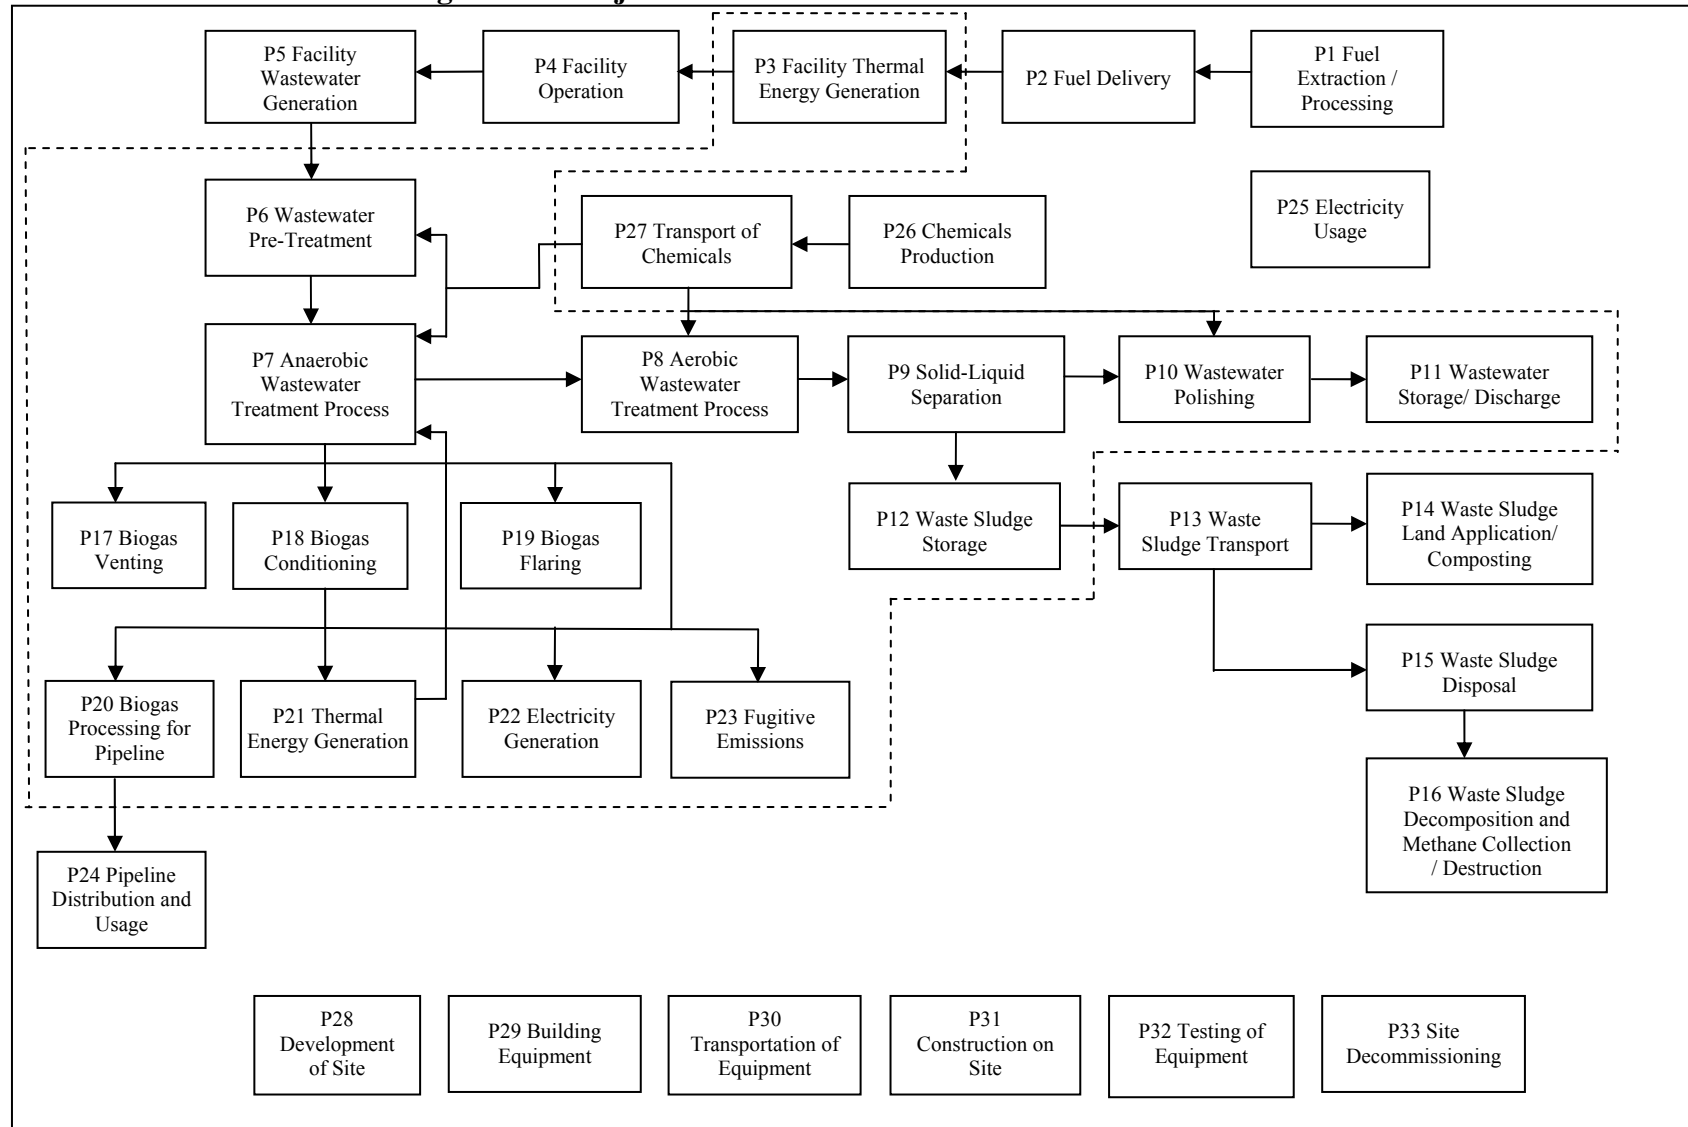 P5 Facility
Wastewater
Generation
P4 Facility
Operation
P3 Facility Thermal
Energy Generation
P2 Fuel Delivery
P1 Fuel
Extraction /
Processing
P6 Wastewater
Pre-Treatment
P27 Transport of
Chemicals
P26 Chemicals
Production
P25 Electricity
Usage
P7 Anaerobic
Wastewater
Treatment Process
P8 Aerobic
Wastewater
Treatment Process
P9 Solid-Liquid
Separation
P10 Wastewater
Polishing
P11 Wastewater
Storage/ Discharge
P17 Biogas
Venting
P18 Biogas
Conditioning
P19 Biogas
Flaring
P12 Waste Sludge
Storage
P13 Waste
Sludge Transport
P14 Waste Sludge
Land Application/
Composting
P20 Biogas
Processing for
Pipeline
P21 Thermal
Energy Generation
P22 Electricity
Generation
P23 Fugitive
Emissions
P15 Waste Sludge
Disposal
P16 Waste Sludge
Decomposition and
Methane Collection
/ Destruction
P24 Pipeline
Distribution and
Usage
P28
Development
of Site
P29 Building
Equipment
P30
Transportation of
Equipment
P31
Construction on
Site
P32 Testing of
Equipment
P33 Site
Decommissioning